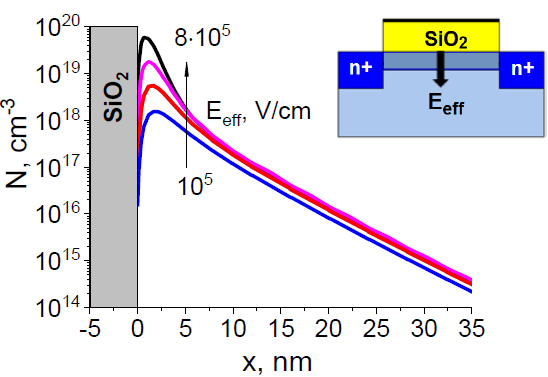 10²⁰
10¹⁹
10¹⁸
10¹⁷
10¹⁶
10¹⁵
10¹⁴
N, cm⁻³
SiO₂
8·10⁵
E_eff, V/cm
10⁵
-5 0 5 10 15 20 25 30 35
x, nm
SiO₂
n+ n+
E_eff